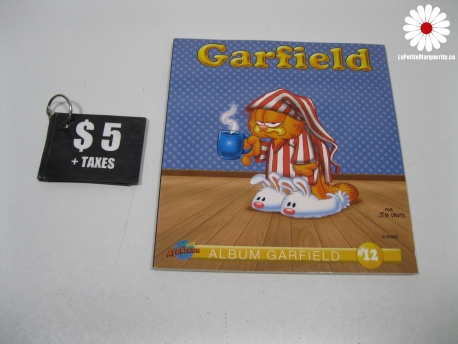 LaPetiteMarguerite.ca
Garfield
$5
+ TAXES
PAR
JIM DAVIS
ALBUM GARFIELD
#12